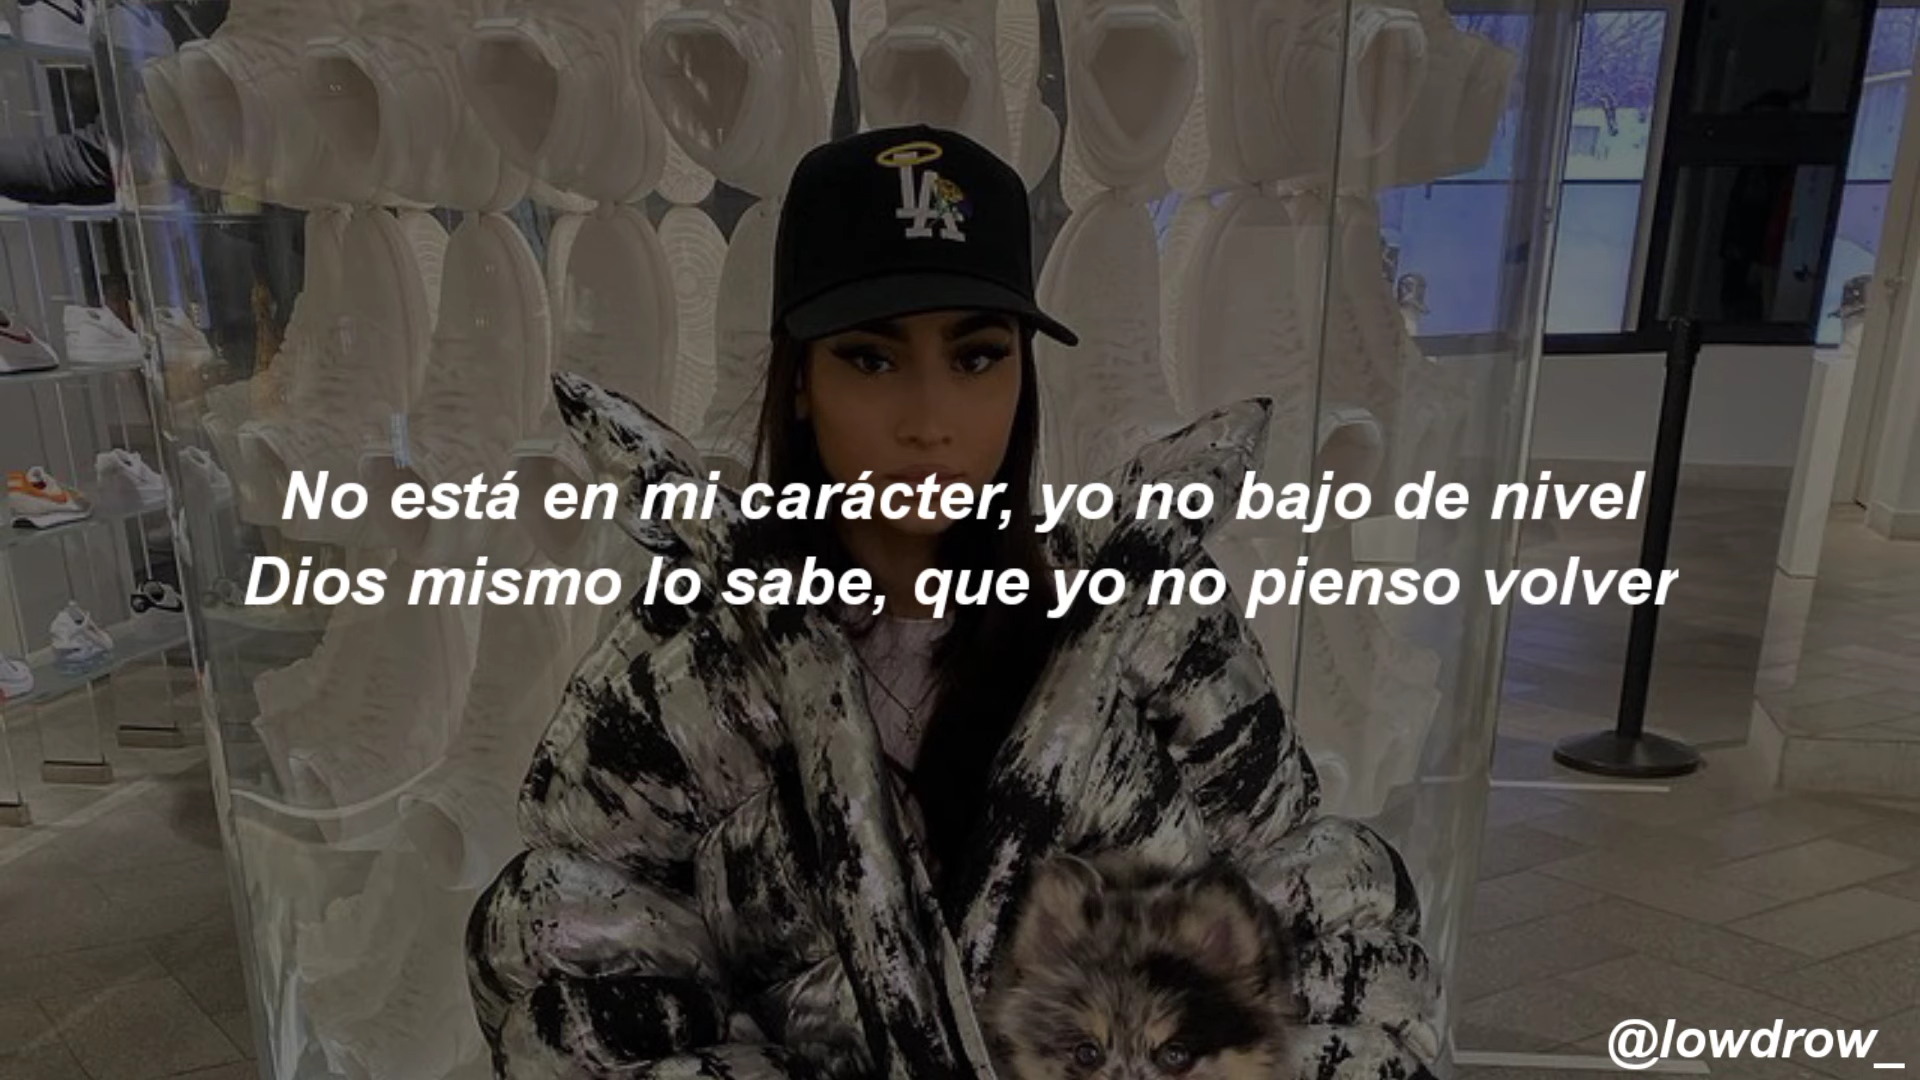 LA
No está en mi carácter, yo no bajo de nivel
Dios mismo lo sabe, que yo no pienso volver
@lowdrow_